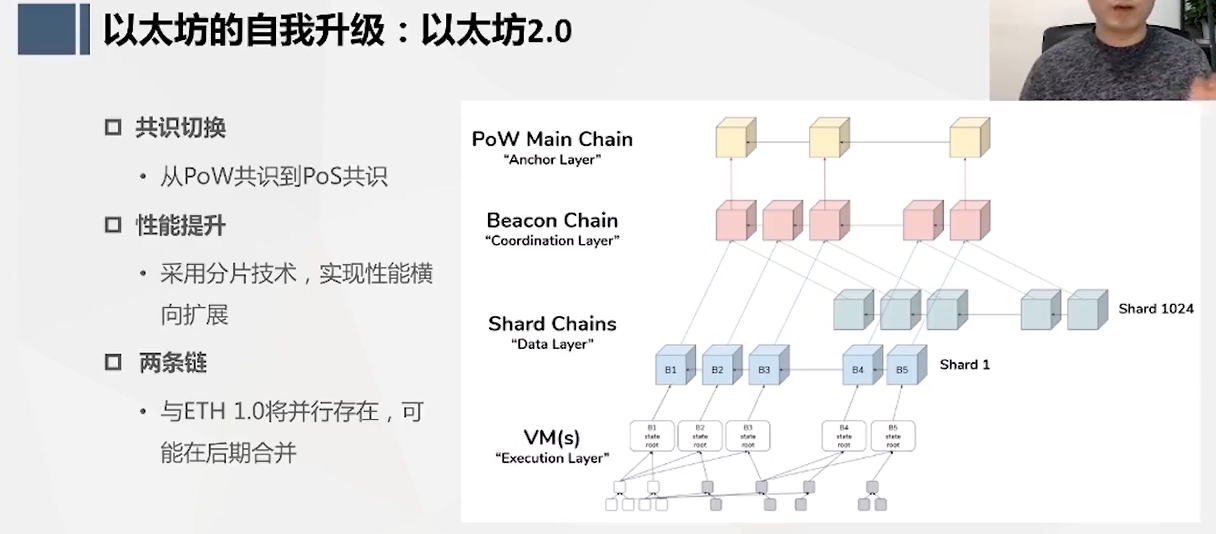 以太坊的自我升级：以太坊2.0
共识切换
从PoW共识到PoS共识
性能提升
采用分片技术，实现性能横
向扩展
两条链
与ETH 1.0将并行存在，可
能在后期合并
PoW Main Chain
“Anchor Layer”
Beacon Chain
“Coordination Layer”
Shard 1024
Shard Chains
“Data Layer”
B1 B2 B3 B4 B5
Shard 1
VM(s)
“Execution Layer”
B1 state root
B2 state root
B3 state root
B4 state root
B5 state root